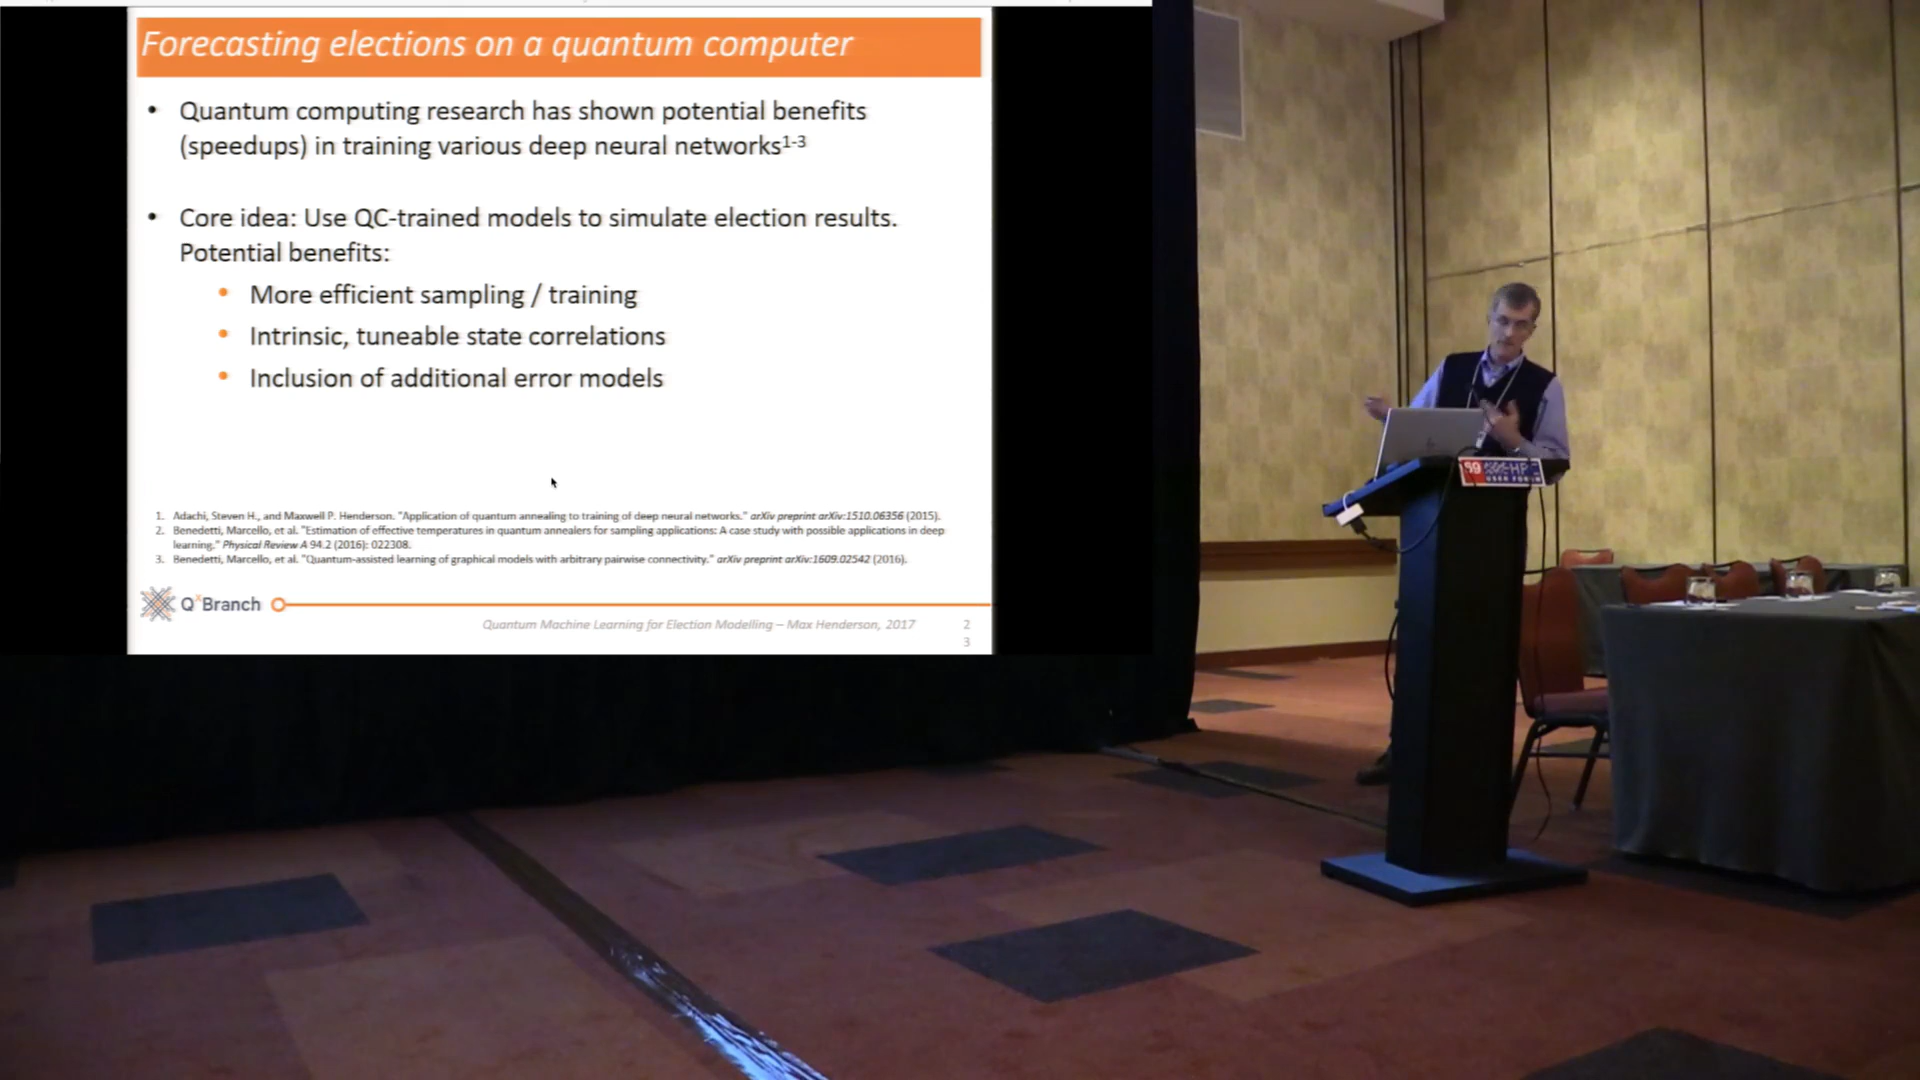 Forecasting elections on a quantum computer
• Quantum computing research has shown potential benefits
(speedups) in training various deep neural networks1-3
• Core idea: Use QC-trained models to simulate election results.
Potential benefits:
• More efficient sampling / training
• Intrinsic, tuneable state correlations
• Inclusion of additional error models
1. Adachi, Steven H., and Maxwell P. Henderson. "Application of quantum annealing to training of deep neural networks." arXiv preprint arXiv:1510.06356 (2015).
2. Benedetti, Marcello, et al. "Estimation of effective temperatures in quantum annealers for sampling applications: A case study with possible applications in deep
learning." Physical Review A 94.2 (2016): 022308.
3. Benedetti, Marcello, et al. "Quantum-assisted learning of graphical models with arbitrary pairwise connectivity." arXiv preprint arXiv:1609.02542 (2016).
QxBranch
Quantum Machine Learning for Election Modelling – Max Henderson, 2017
2
3
69
HPC
USER FORUM